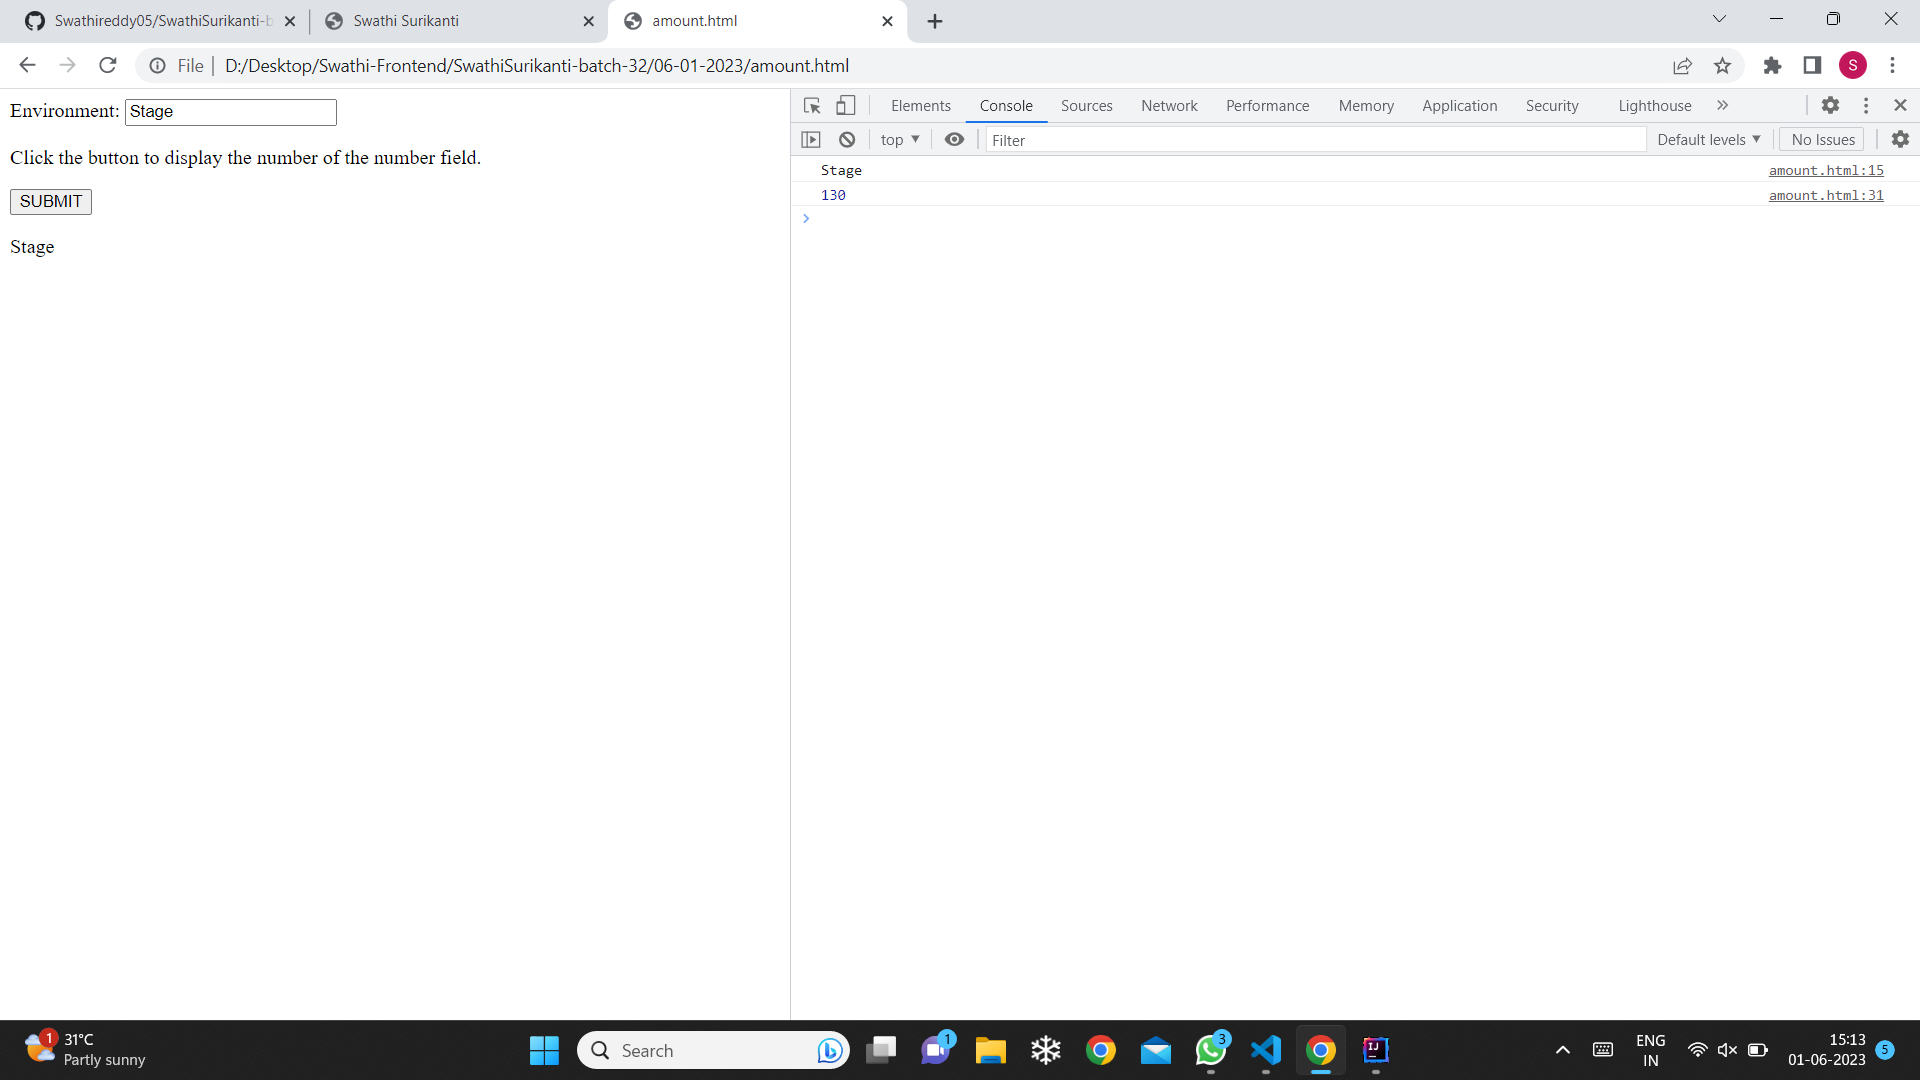 Swathireddy05/SwathiSurikanti-b
Swathi Surikanti
amount.html
File
D:/Desktop/Swathi-Frontend/SwathiSurikanti-batch-32/06-01-2023/amount.html
S
Environment: Stage
Click the button to display the number of the number field.
SUBMIT
Stage
Elements Console Sources Network Performance Memory Application Security Lighthouse »
top Filter Default levels No Issues
Stage amount.html:15
130 amount.html:31
1
31°C
Partly sunny
Search
1
3
IJ
ENG
IN
15:13
01-06-2023
5